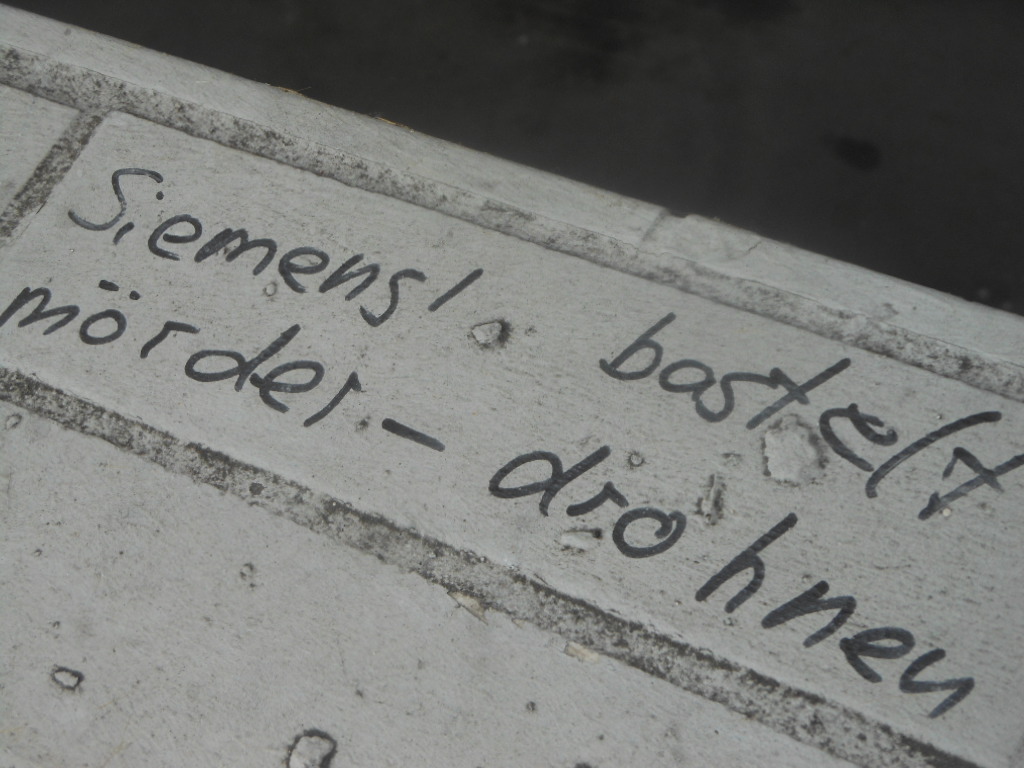 Siemens! bastelt
mörder - drohnen